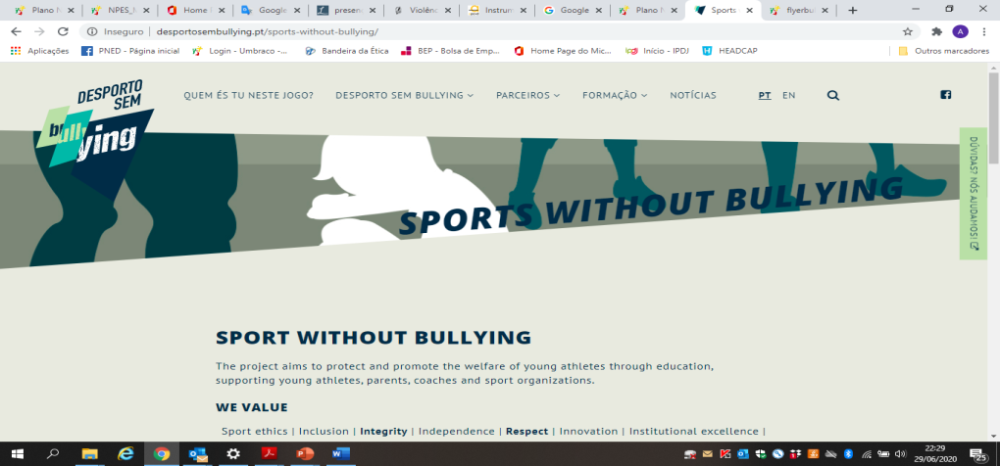 Plano N
NPES_N
Home
Google
presen
Violênc
Instrum
Google
Plano N
Sports
flyerbu
Inseguro | desportosembullying.pt/sports-without-bullying/
A
Aplicações PNED - Página inicial Login - Umbraco -... Bandeira da Ética BEP - Bolsa de Emp... Home Page do Mic... Início - IPDJ HEADCAP Outros marcadores
DESPORTO
SEM
bullying
QUEM ÉS TU NESTE JOGO? DESPORTO SEM BULLYING PARCEIROS FORMAÇÃO NOTÍCIAS PT EN
DÚVIDAS? NÓS AJUDAMOS!
SPORTS WITHOUT BULLYING
SPORT WITHOUT BULLYING
The project aims to protect and promote the welfare of young athletes through education,
supporting young athletes, parents, coaches and sport organizations.
WE VALUE
Sport ethics | Inclusion | Integrity | Independence | Respect | Innovation | Institutional excellence |
22:29
29/06/2020
25